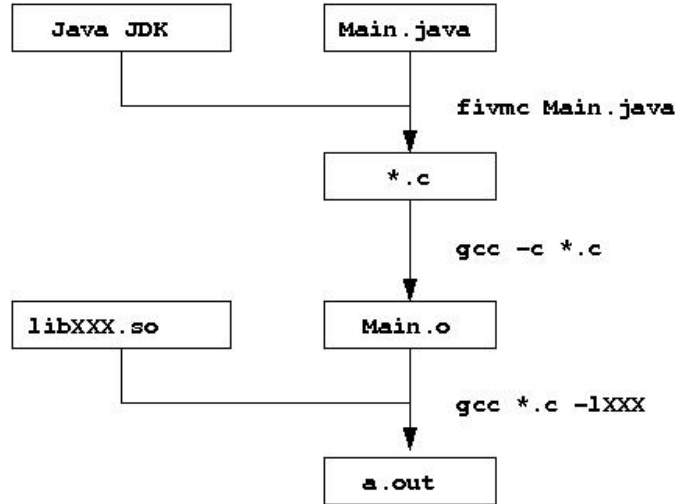 Java JDK
Main.java
fivmc Main.java
*.c
gcc -c *.c
libXXX.so
Main.o
gcc *.c -lXXX
a.out